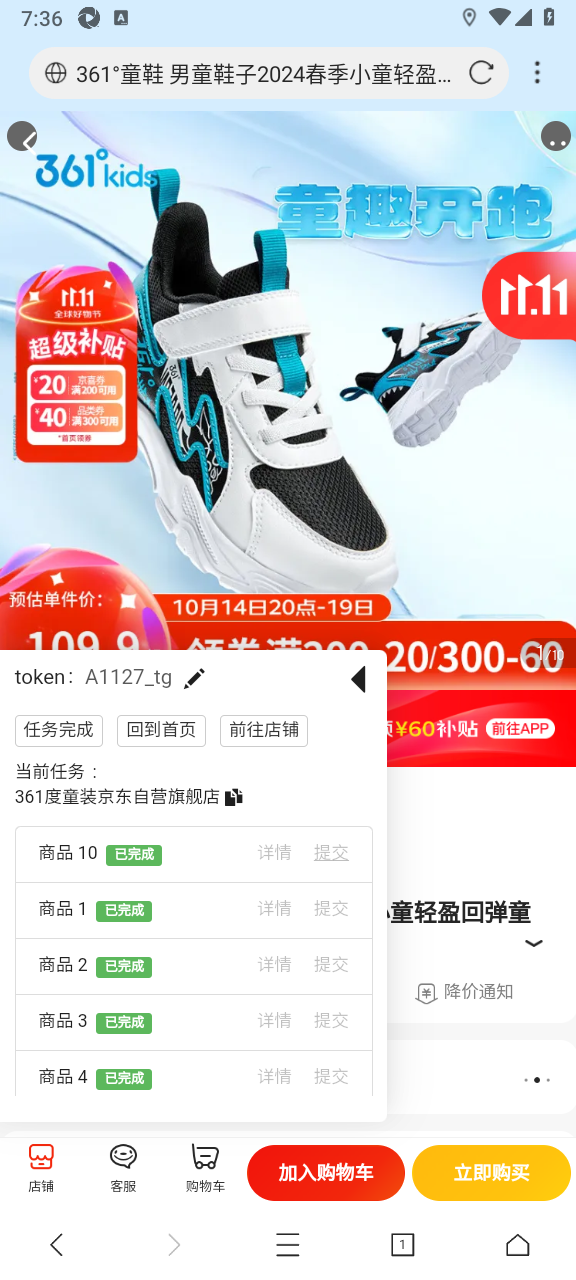 7:36
A
361°童鞋 男童鞋子2024春季小童轻盈…
361°kids
童趣开跑
11.11
11.11
全球好物节
超级补贴
¥20 京喜券 满200可用
¥40 品类券 满300可用
*首页领券
361
10月14日20点-19日
预估单件价：
109.9
领券满200-20/300-60
1/10
¥60补贴 前往APP
token： A1127_tg
任务完成 回到首页 前往店铺
当前任务：
361度童装京东自营旗舰店
商品 10 已完成 详情 提交
商品 1 已完成 详情 提交
商品 2 已完成 详情 提交
商品 3 已完成 详情 提交
商品 4 已完成 详情 提交
童轻盈回弹童
降价通知
店铺
客服
购物车
加入购物车
立即购买
1